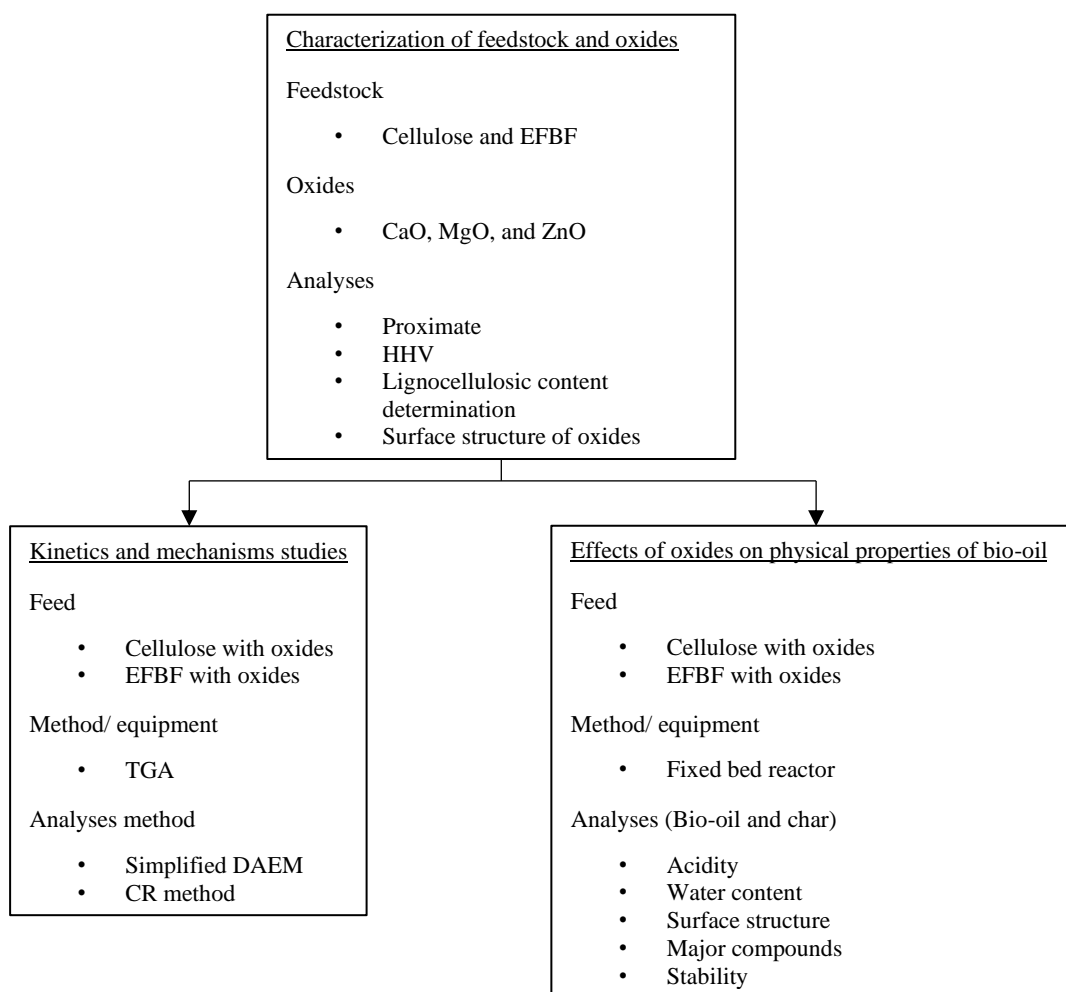 Characterization of feedstock and oxides
Feedstock
• Cellulose and EFBF
Oxides
• CaO, MgO, and ZnO
Analyses
• Proximate
• HHV
• Lignocellulosic content
determination
• Surface structure of oxides
Kinetics and mechanisms studies
Feed
• Cellulose with oxides
• EFBF with oxides
Method/ equipment
• TGA
Analyses method
• Simplified DAEM
• CR method
Effects of oxides on physical properties of bio-oil
Feed
• Cellulose with oxides
• EFBF with oxides
Method/ equipment
• Fixed bed reactor
Analyses (Bio-oil and char)
• Acidity
• Water content
• Surface structure
• Major compounds
• Stability